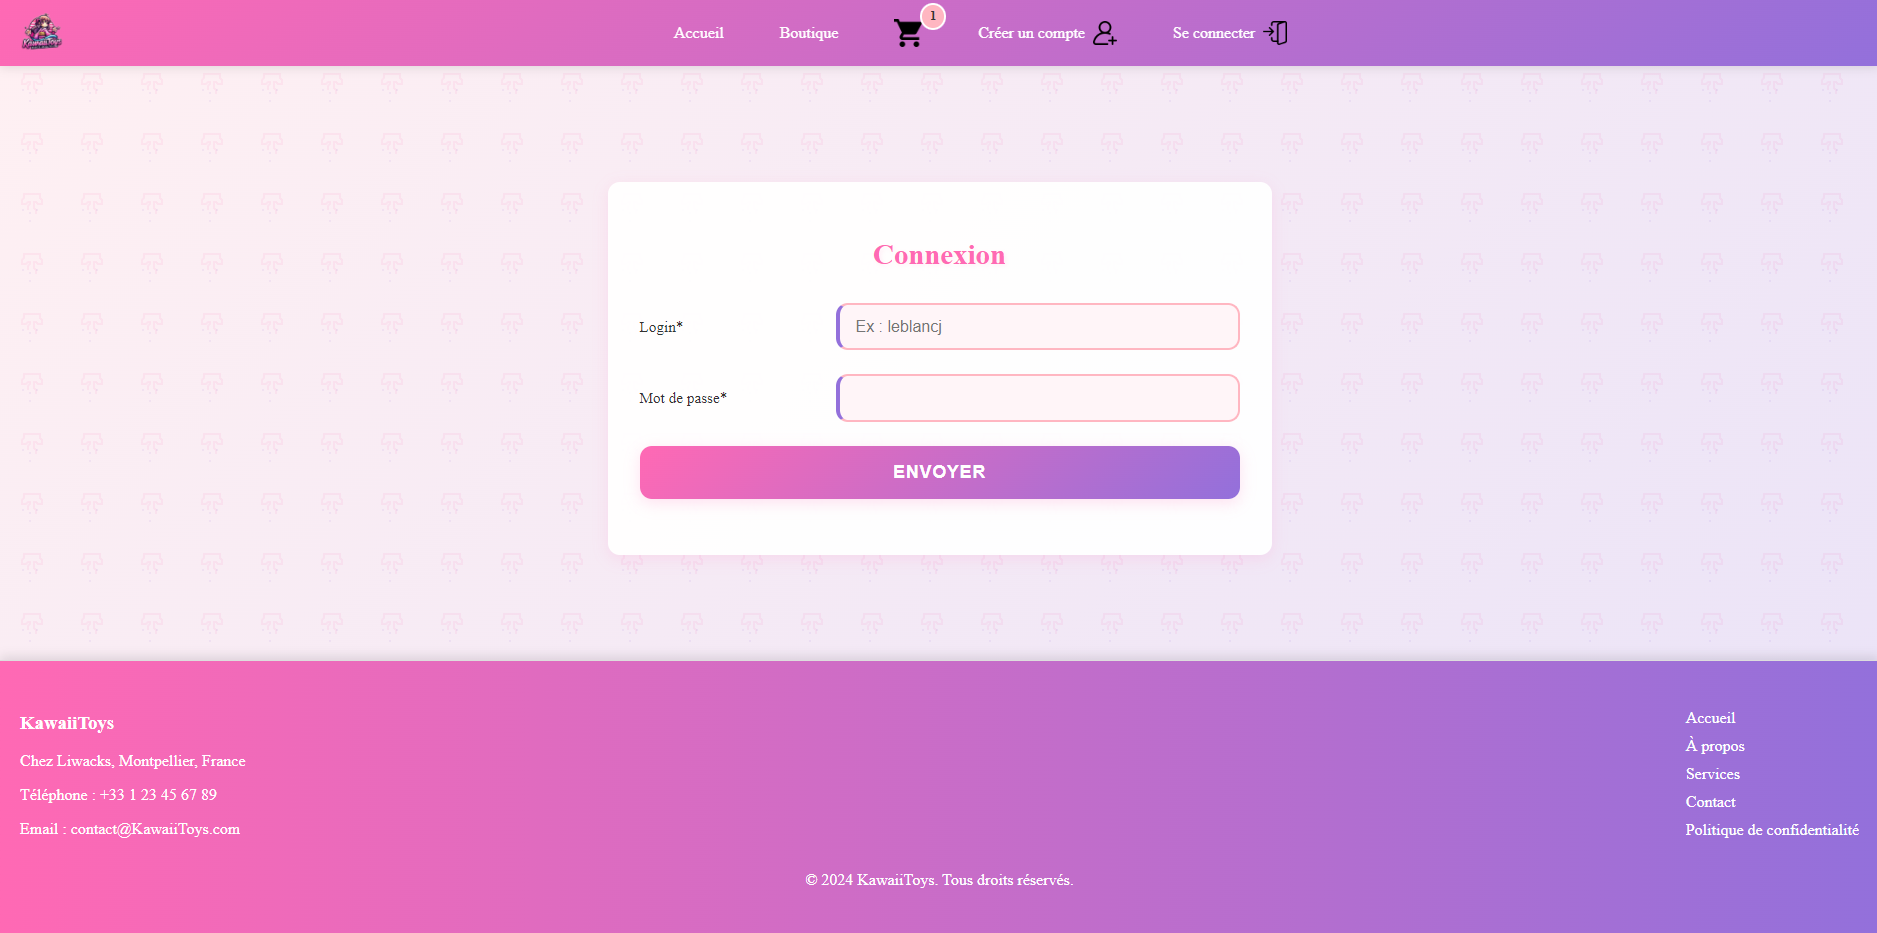 KawaiiToys
Accueil
Boutique
1
Créer un compte
Se connecter
Connexion
Login*
Ex : leblancj
Mot de passe*
ENVOYER
KawaiiToys
Chez Liwacks, Montpellier, France
Téléphone : +33 1 23 45 67 89
Email : contact@KawaiiToys.com
Accueil
À propos
Services
Contact
Politique de confidentialité
© 2024 KawaiiToys. Tous droits réservés.